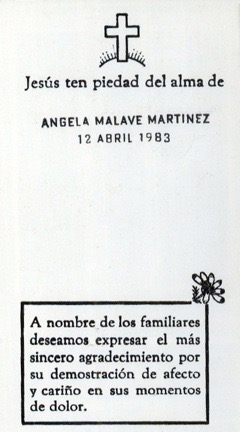 Jesús ten piedad del alma de
ANGELA MALAVE MARTINEZ
12 ABRIL 1983
A nombre de los familiares
deseamos expresar el más
sincero agradecimiento por
su demostración de afecto
y cariño en sus momentos
de dolor.